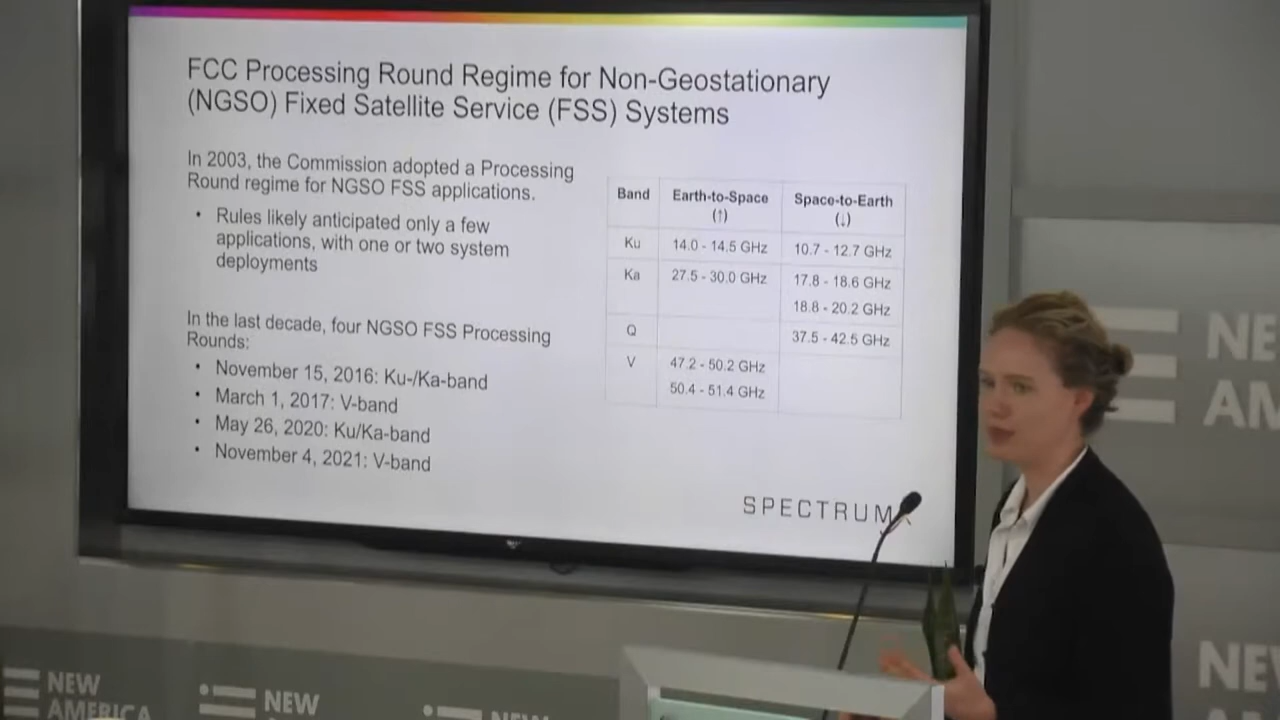 FCC Processing Round Regime for Non-Geostationary
(NGSO) Fixed Satellite Service (FSS) Systems
In 2003, the Commission adopted a Processing
Round regime for NGSO FSS applications.
• Rules likely anticipated only a few
applications, with one or two system
deployments
In the last decade, four NGSO FSS Processing
Rounds:
• November 15, 2016: Ku-/Ka-band
• March 1, 2017: V-band
• May 26, 2020: Ku/Ka-band
• November 4, 2021: V-band
Band Earth-to-Space (↑) Space-to-Earth (↓)
Ku 14.0 - 14.5 GHz 10.7 - 12.7 GHz
Ka 27.5 - 30.0 GHz 17.8 - 18.6 GHz
18.8 - 20.2 GHz
Q 37.5 - 42.5 GHz
V 47.2 - 50.2 GHz
50.4 - 51.4 GHz
SPECTRUM
NE
AM
NEW
AMERICA
NEW
NEW
NE